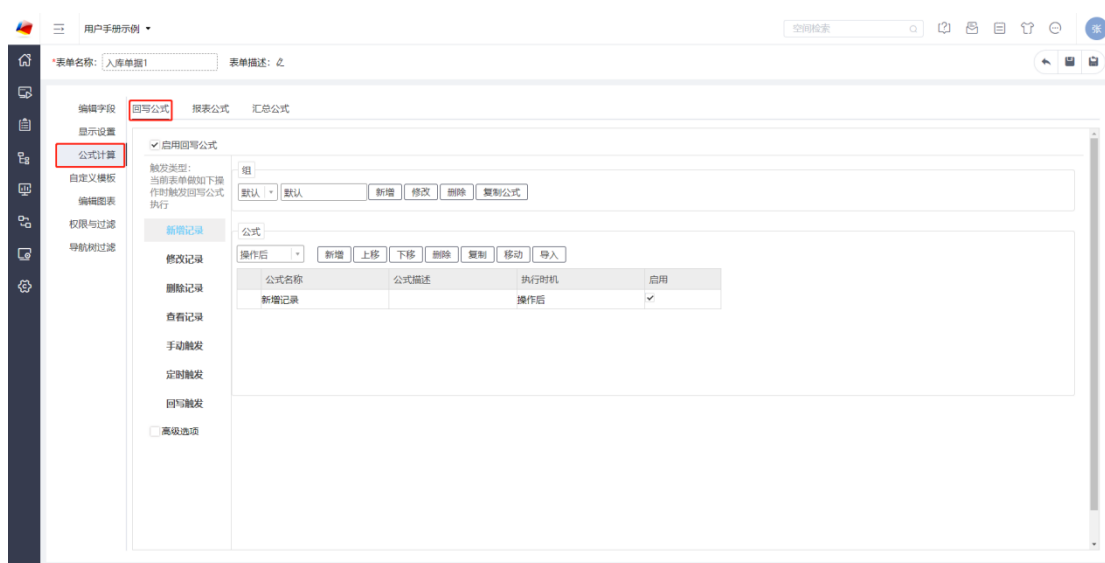 用户手册示例
空间检索
张
*表单名称: 入库单据1 表单描述:
编辑字段
显示设置
公式计算
自定义模板
编辑图表
权限与过滤
导航树过滤
回写公式 报表公式 汇总公式
启用回写公式
触发类型:
当前表单做如下操
作时触发回写公式
执行
新增记录
修改记录
删除记录
查看记录
手动触发
定时触发
回写触发
高级选项
组
默认 默认 新增 修改 删除 复制公式
公式
操作后 新增 上移 下移 删除 复制 移动 导入
公式名称 公式描述 执行时机 启用
新增记录 操作后